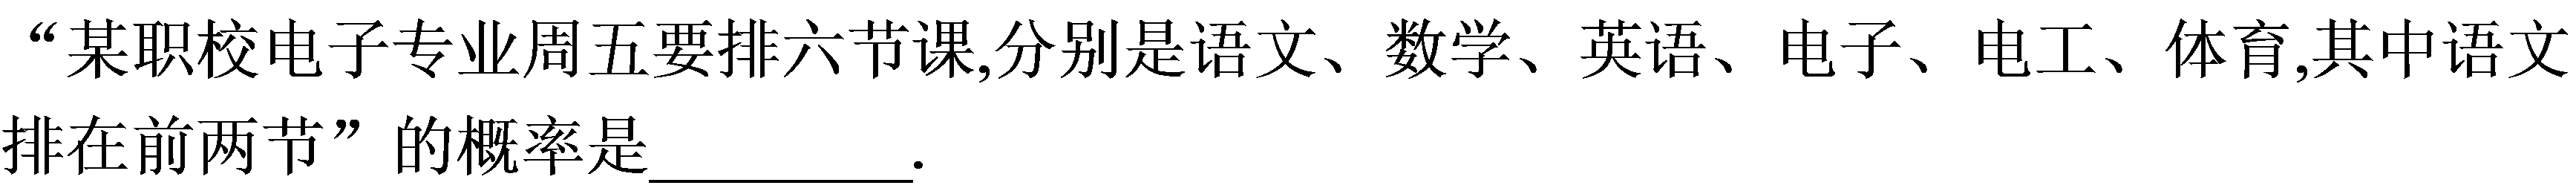 “某职校电子专业周五要排六节课,分别是语文、数学、英语、电子、电工、体育,其中语文
排在前两节”的概率是________.